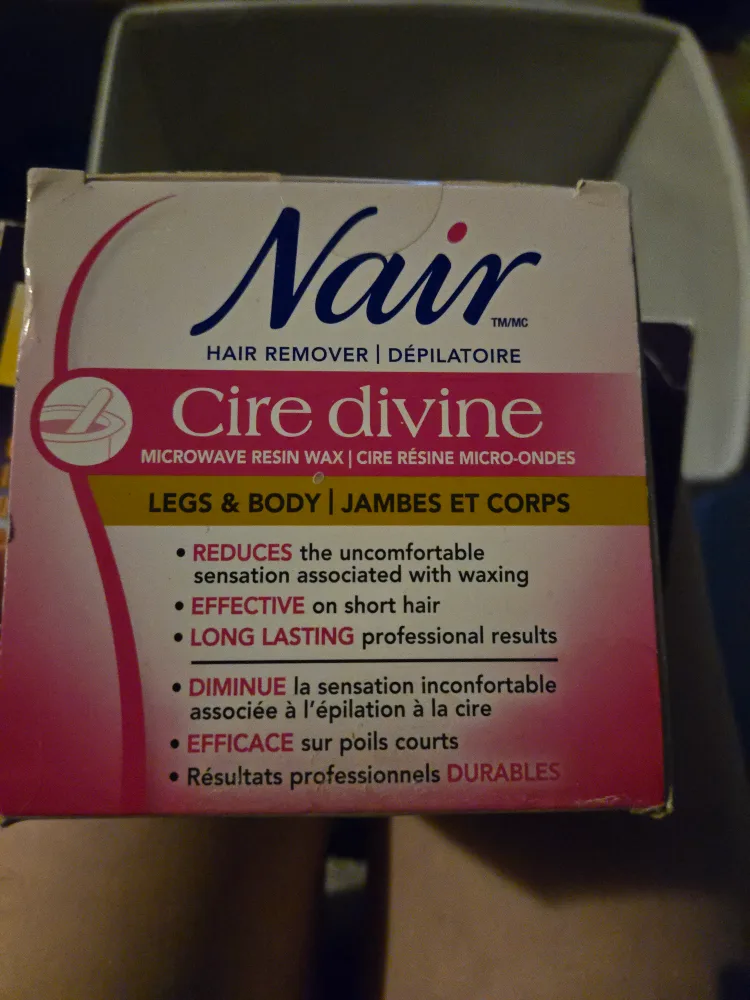 Nair
TM/MC
HAIR REMOVER | DÉPILATOIRE
Cire divine
MICROWAVE RESIN WAX | CIRE RÉSINE MICRO-ONDES
LEGS & BODY | JAMBES ET CORPS
• REDUCES the uncomfortable
sensation associated with waxing
• EFFECTIVE on short hair
• LONG LASTING professional results
• DIMINUE la sensation inconfortable
associée à l'épilation à la cire
• EFFICACE sur poils courts
• Résultats professionnels DURABLES